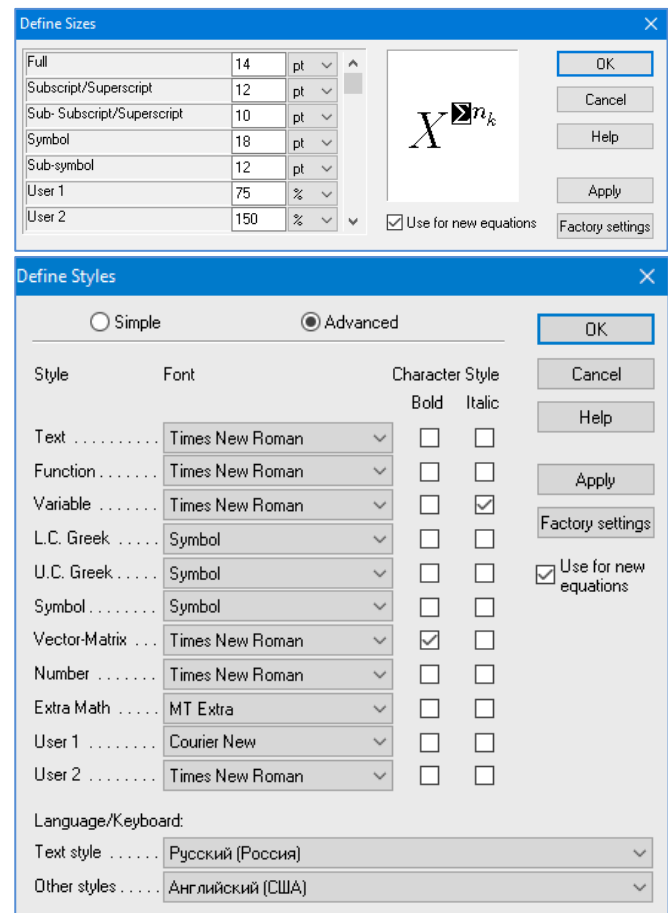 Define Sizes
Full 14 pt
Subscript/Superscript 12 pt
Sub- Subscript/Superscript 10 pt
Symbol 18 pt
Sub-symbol 12 pt
User 1 75 %
User 2 150 %
X Σ n k
Use for new equations
OK
Cancel
Help
Apply
Factory settings
Define Styles
Simple Advanced
Style Font Character Style
Bold Italic
Text . . . . . . . . . . Times New Roman
Function . . . . . . . Times New Roman
Variable . . . . . . . Times New Roman
L.C. Greek . . . . . Symbol
U.C. Greek . . . . . Symbol
Symbol . . . . . . . . Symbol
Vector-Matrix . . . Times New Roman
Number . . . . . . . Times New Roman
Extra Math . . . . . MT Extra
User 1 . . . . . . . . Courier New
User 2 . . . . . . . . Times New Roman
OK
Cancel
Help
Apply
Factory settings
Use for new
equations
Language/Keyboard:
Text style . . . . . . Русский (Россия)
Other styles . . . . . Английский (США)